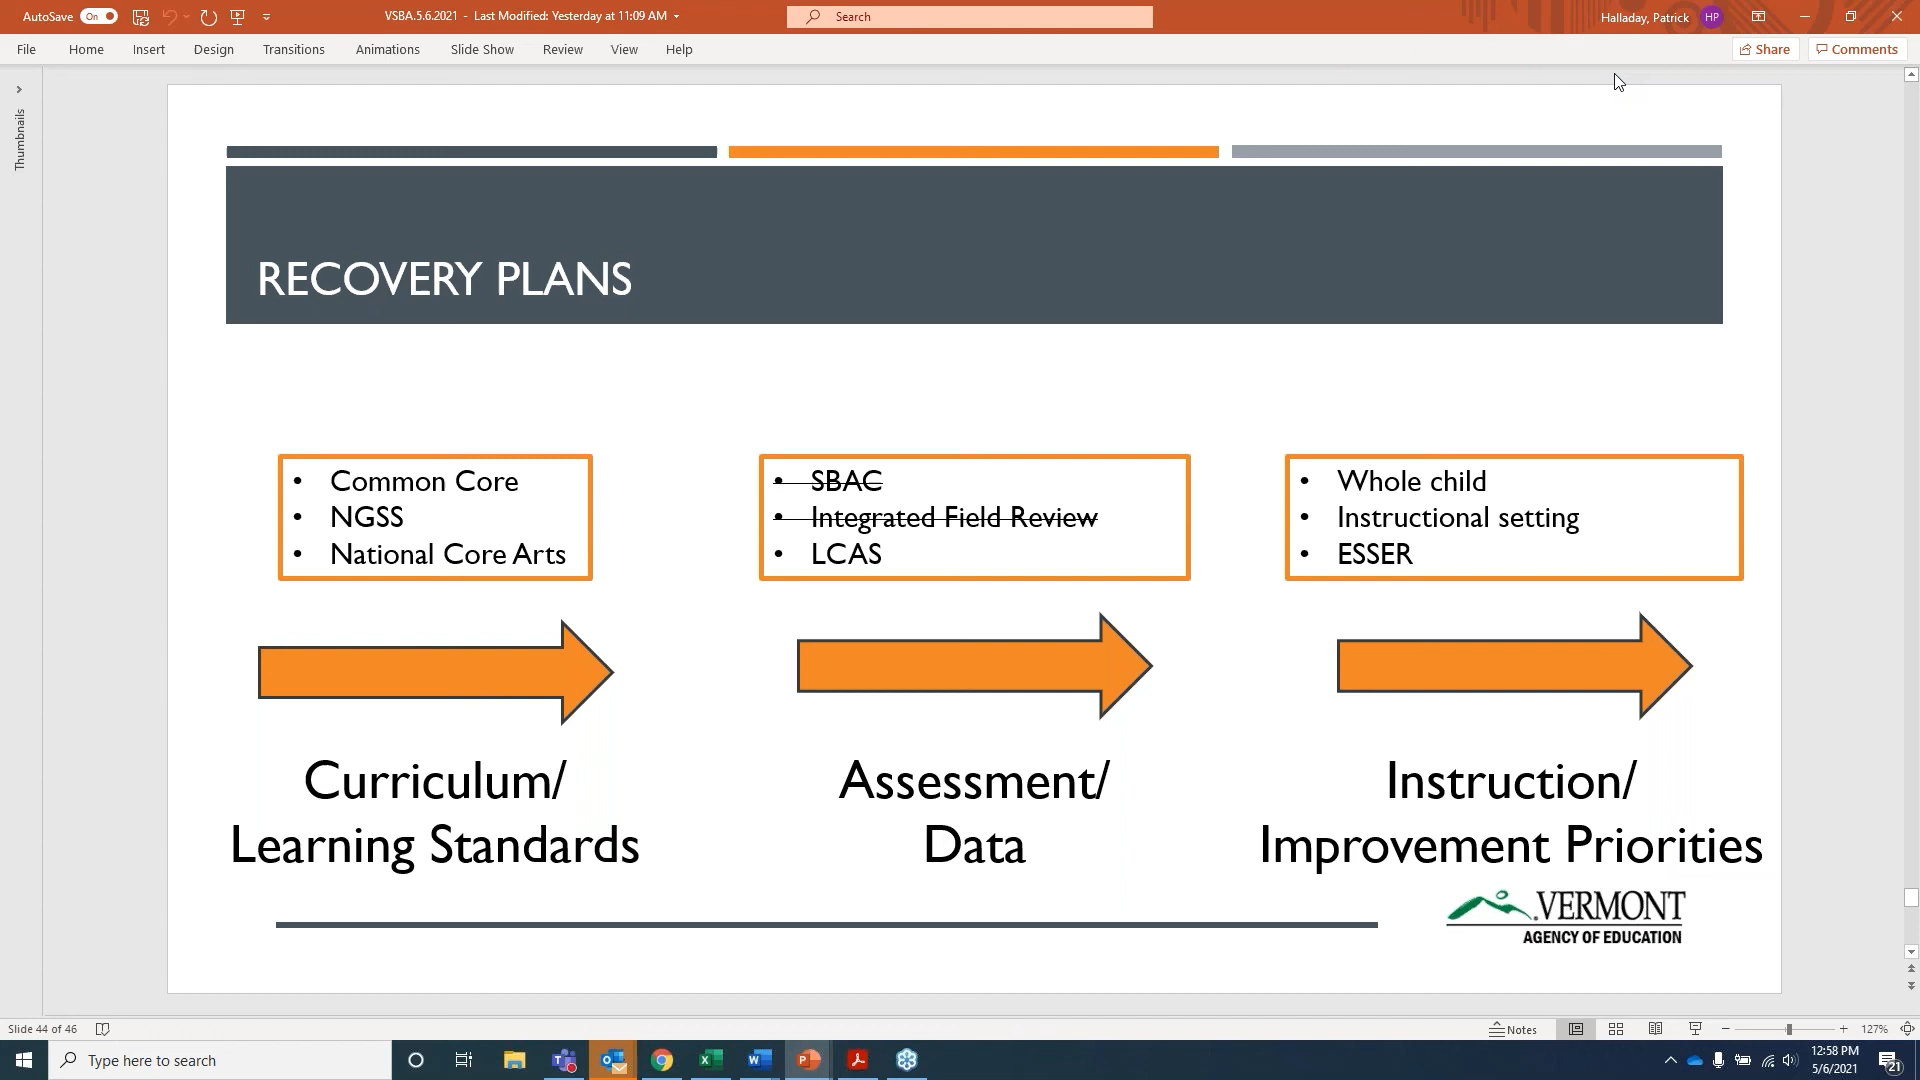 AutoSave On VSBA.5.6.2021 - Last Modified: Yesterday at 11:09 AM Search Halladay, Patrick HP
File Home Insert Design Transitions Animations Slide Show Review View Help Share Comments
Thumbnails
RECOVERY PLANS
• Common Core
• NGSS
• National Core Arts
• SBAC
• Integrated Field Review
• LCAS
• Whole child
• Instructional setting
• ESSER
Curriculum/
Learning Standards
Assessment/
Data
Instruction/
Improvement Priorities
VERMONT
AGENCY OF EDUCATION
Slide 44 of 46 Notes 127%
Type here to search
12:58 PM
5/6/2021
21